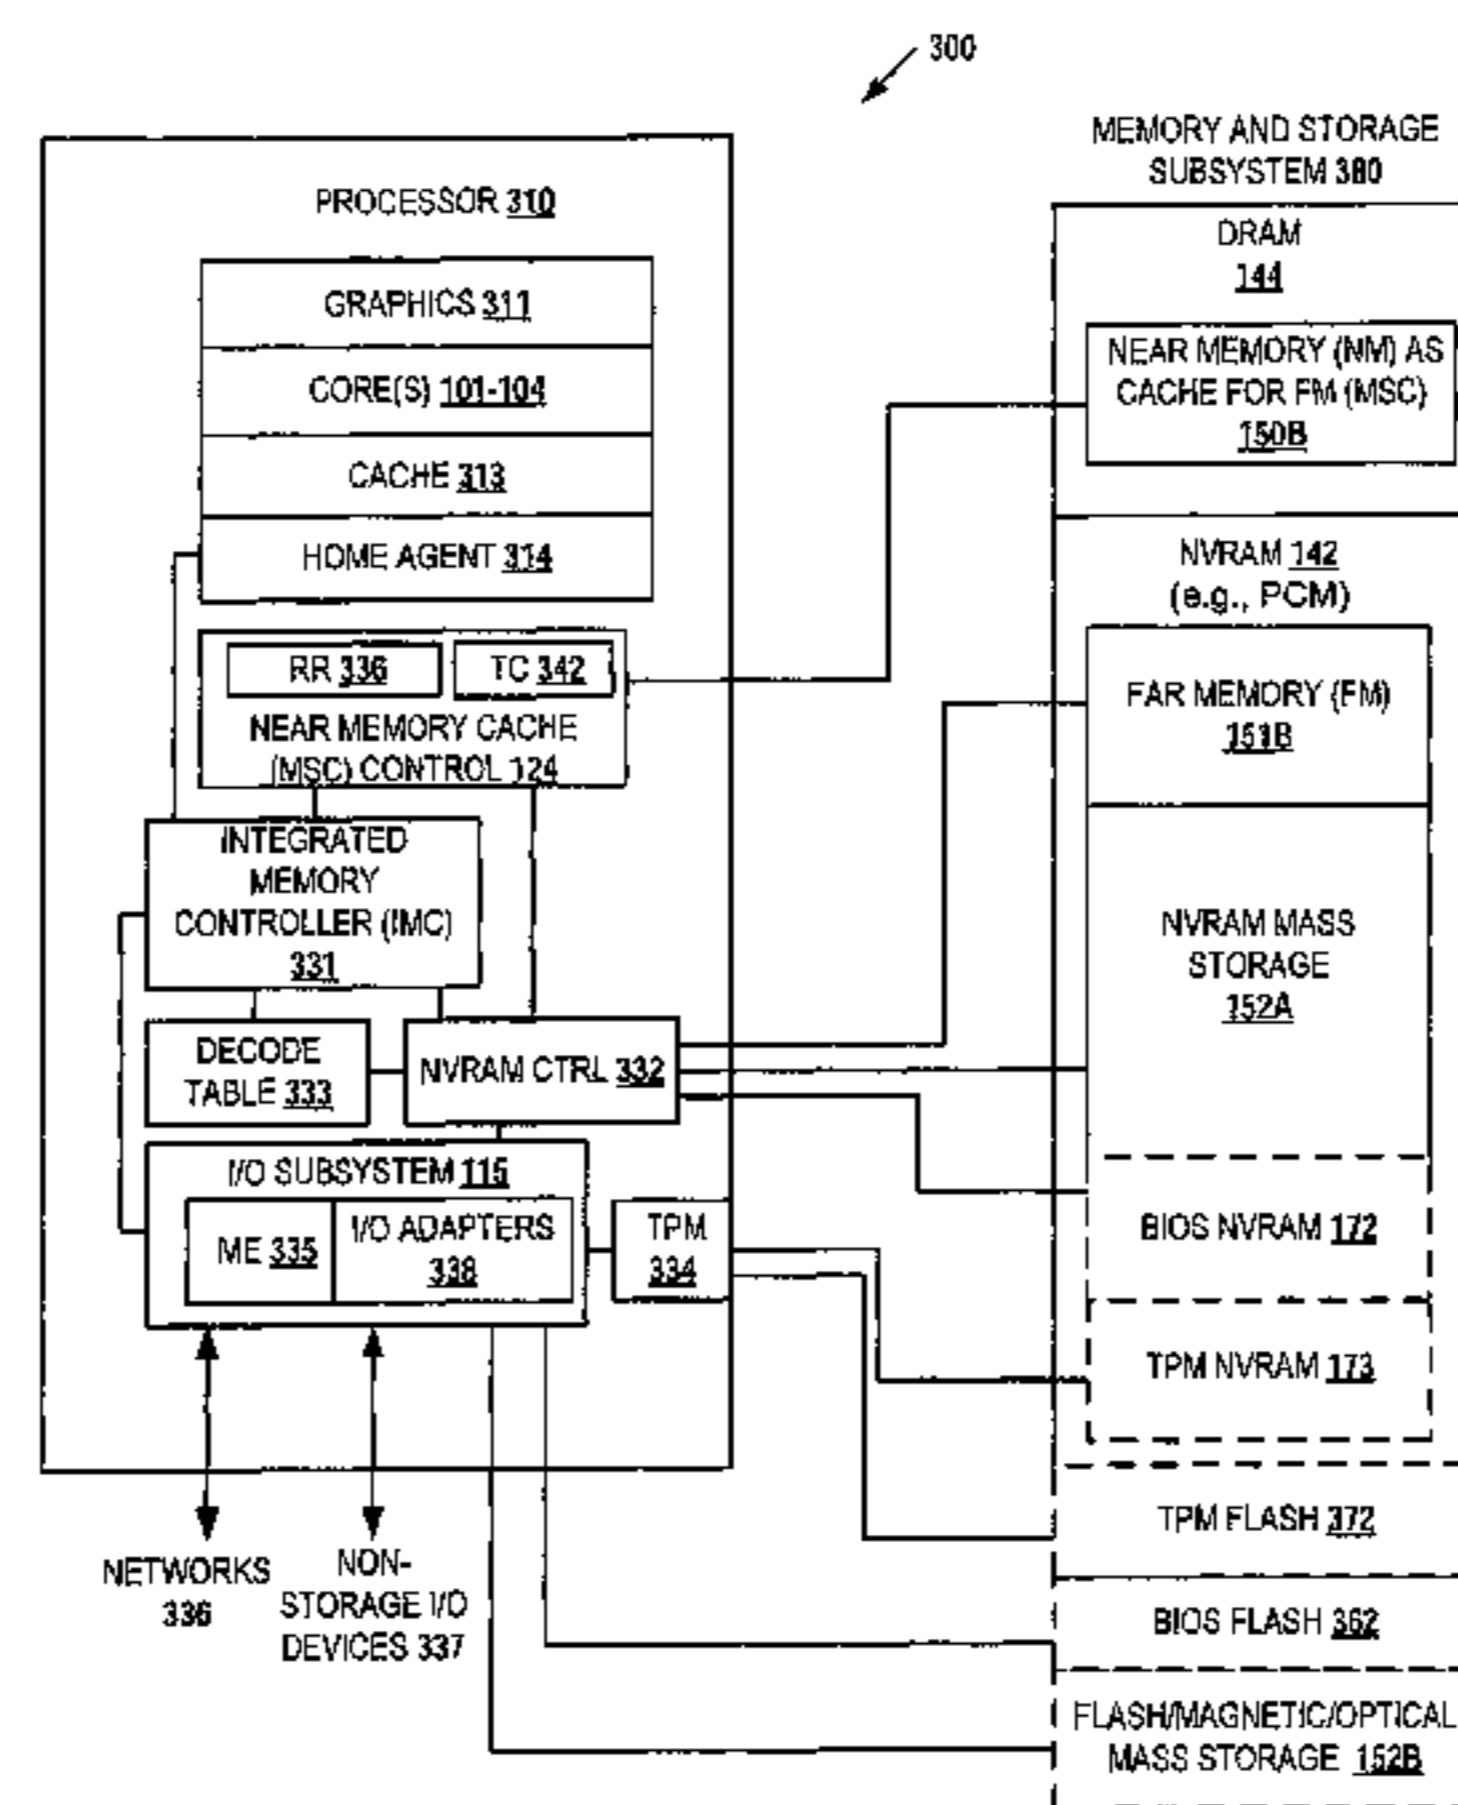 300
MEMORY AND STORAGE
SUBSYSTEM 380
PROCESSOR 310
GRAPHICS 311
CORE(S) 101-104
CACHE 313
HOME AGENT 314
RR 336
TC 342
NEAR MEMORY CACHE
(MSC) CONTROL 124
INTEGRATED
MEMORY
CONTROLLER (IMC)
331
DECODE
TABLE 333
NVRAM CTRL 332
I/O SUBSYSTEM 115
ME 335
I/O ADAPTERS
338
TPM
334
NETWORKS
336
NON-
STORAGE I/O
DEVICES 337
DRAM
144
NEAR MEMORY (NM) AS
CACHE FOR FM (MSC)
150B
NVRAM 142
(e.g., PCM)
FAR MEMORY (FM)
151B
NVRAM MASS
STORAGE
152A
BIOS NVRAM 172
TPM NVRAM 173
TPM FLASH 372
BIOS FLASH 362
FLASH/MAGNETIC/OPTICAL
MASS STORAGE 152B